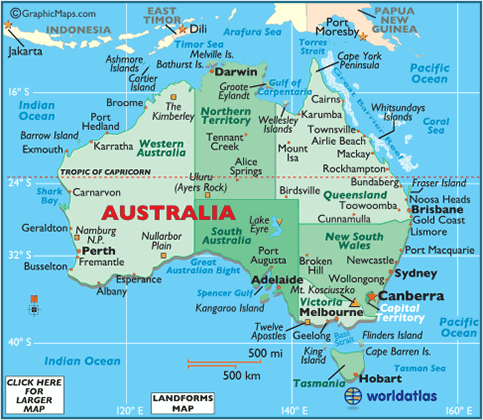 ©GraphicMaps.com
EAST
TIMOR
PAPUA
NEW
GUINEA
INDONESIA
Jakarta
Dili
Arafura Sea
Port
Moresby
Timor Sea
Melville Is.
Bathurst Is.
Torres
Strait
Ashmore
Islands
Cartier
Island
Darwin
Cape York
Peninsula
Pacific
Ocean
Groote
Eylandt
Gulf of
Carpentaria
Great Barrier Reef
16°S
16°S
Indian
Ocean
Broome
The
Kimberley
Northern
Territory
Wellesley
Islands
Cairns
Karumba
Whitsundays
Islands
Port
Hedland
Townsville
Coral
Sea
Barrow Island
Karratha
Western
Australia
Tennant
Creek
Mount
Isa
Airlie Beach
Mackay
Exmouth
Alice
Springs
Rockhampton
TROPIC OF CAPRICORN
Uluru
(Ayers Rock)
Bundaberg
24°S
24°S
Fraser Island
Shark
Bay
Carnarvon
Birdsville
Queensland
Noosa Heads
Toowoomba
Brisbane
AUSTRALIA
Cunnamulla
Gold Coast
Geraldton
Namburg
N.P.
Lake
Eyre
Lismore
Nullarbor
Plain
South
Australia
New South
Wales
Port Macquarie
Perth
32°S
32°S
Fremantle
Port
Augusta
Broken
Hill
Newcastle
Busselton
Esperance
Great
Australian Bight
Wollongong
Sydney
Albany
Spencer Gulf
Adelaide
Mt. Kosciuszko
Canberra
Kangaroo Island
Victoria
Capital
Territory
Melbourne
Twelve
Apostles
Geelong
Bass
Strait
Flinders Island
Pacific
Ocean
40°S
40°S
King
Island
Cape Barren Is.
Indian Ocean
500 mi
500 km
Tasmania
Tasman Sea
Hobart
CLICK HERE
FOR
LARGER
MAP
LANDFORMS
MAP
120°E
140°E
160°E
worldatlas